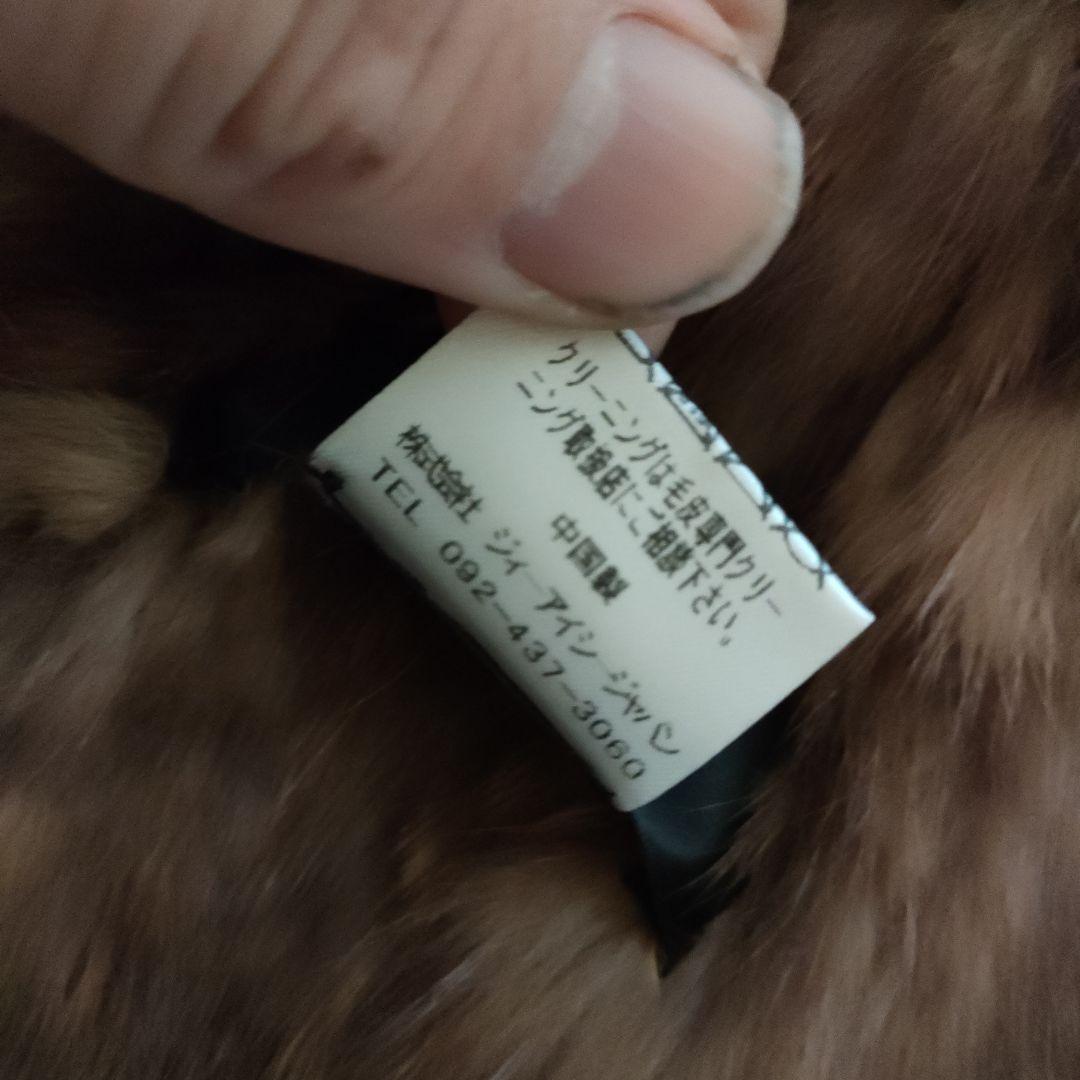 クリーニングは毛皮専門クリー
ニング取扱店にご相談下さい。
中国製
株式会社 ジィーアイシージャパン
TEL 092-437-3060